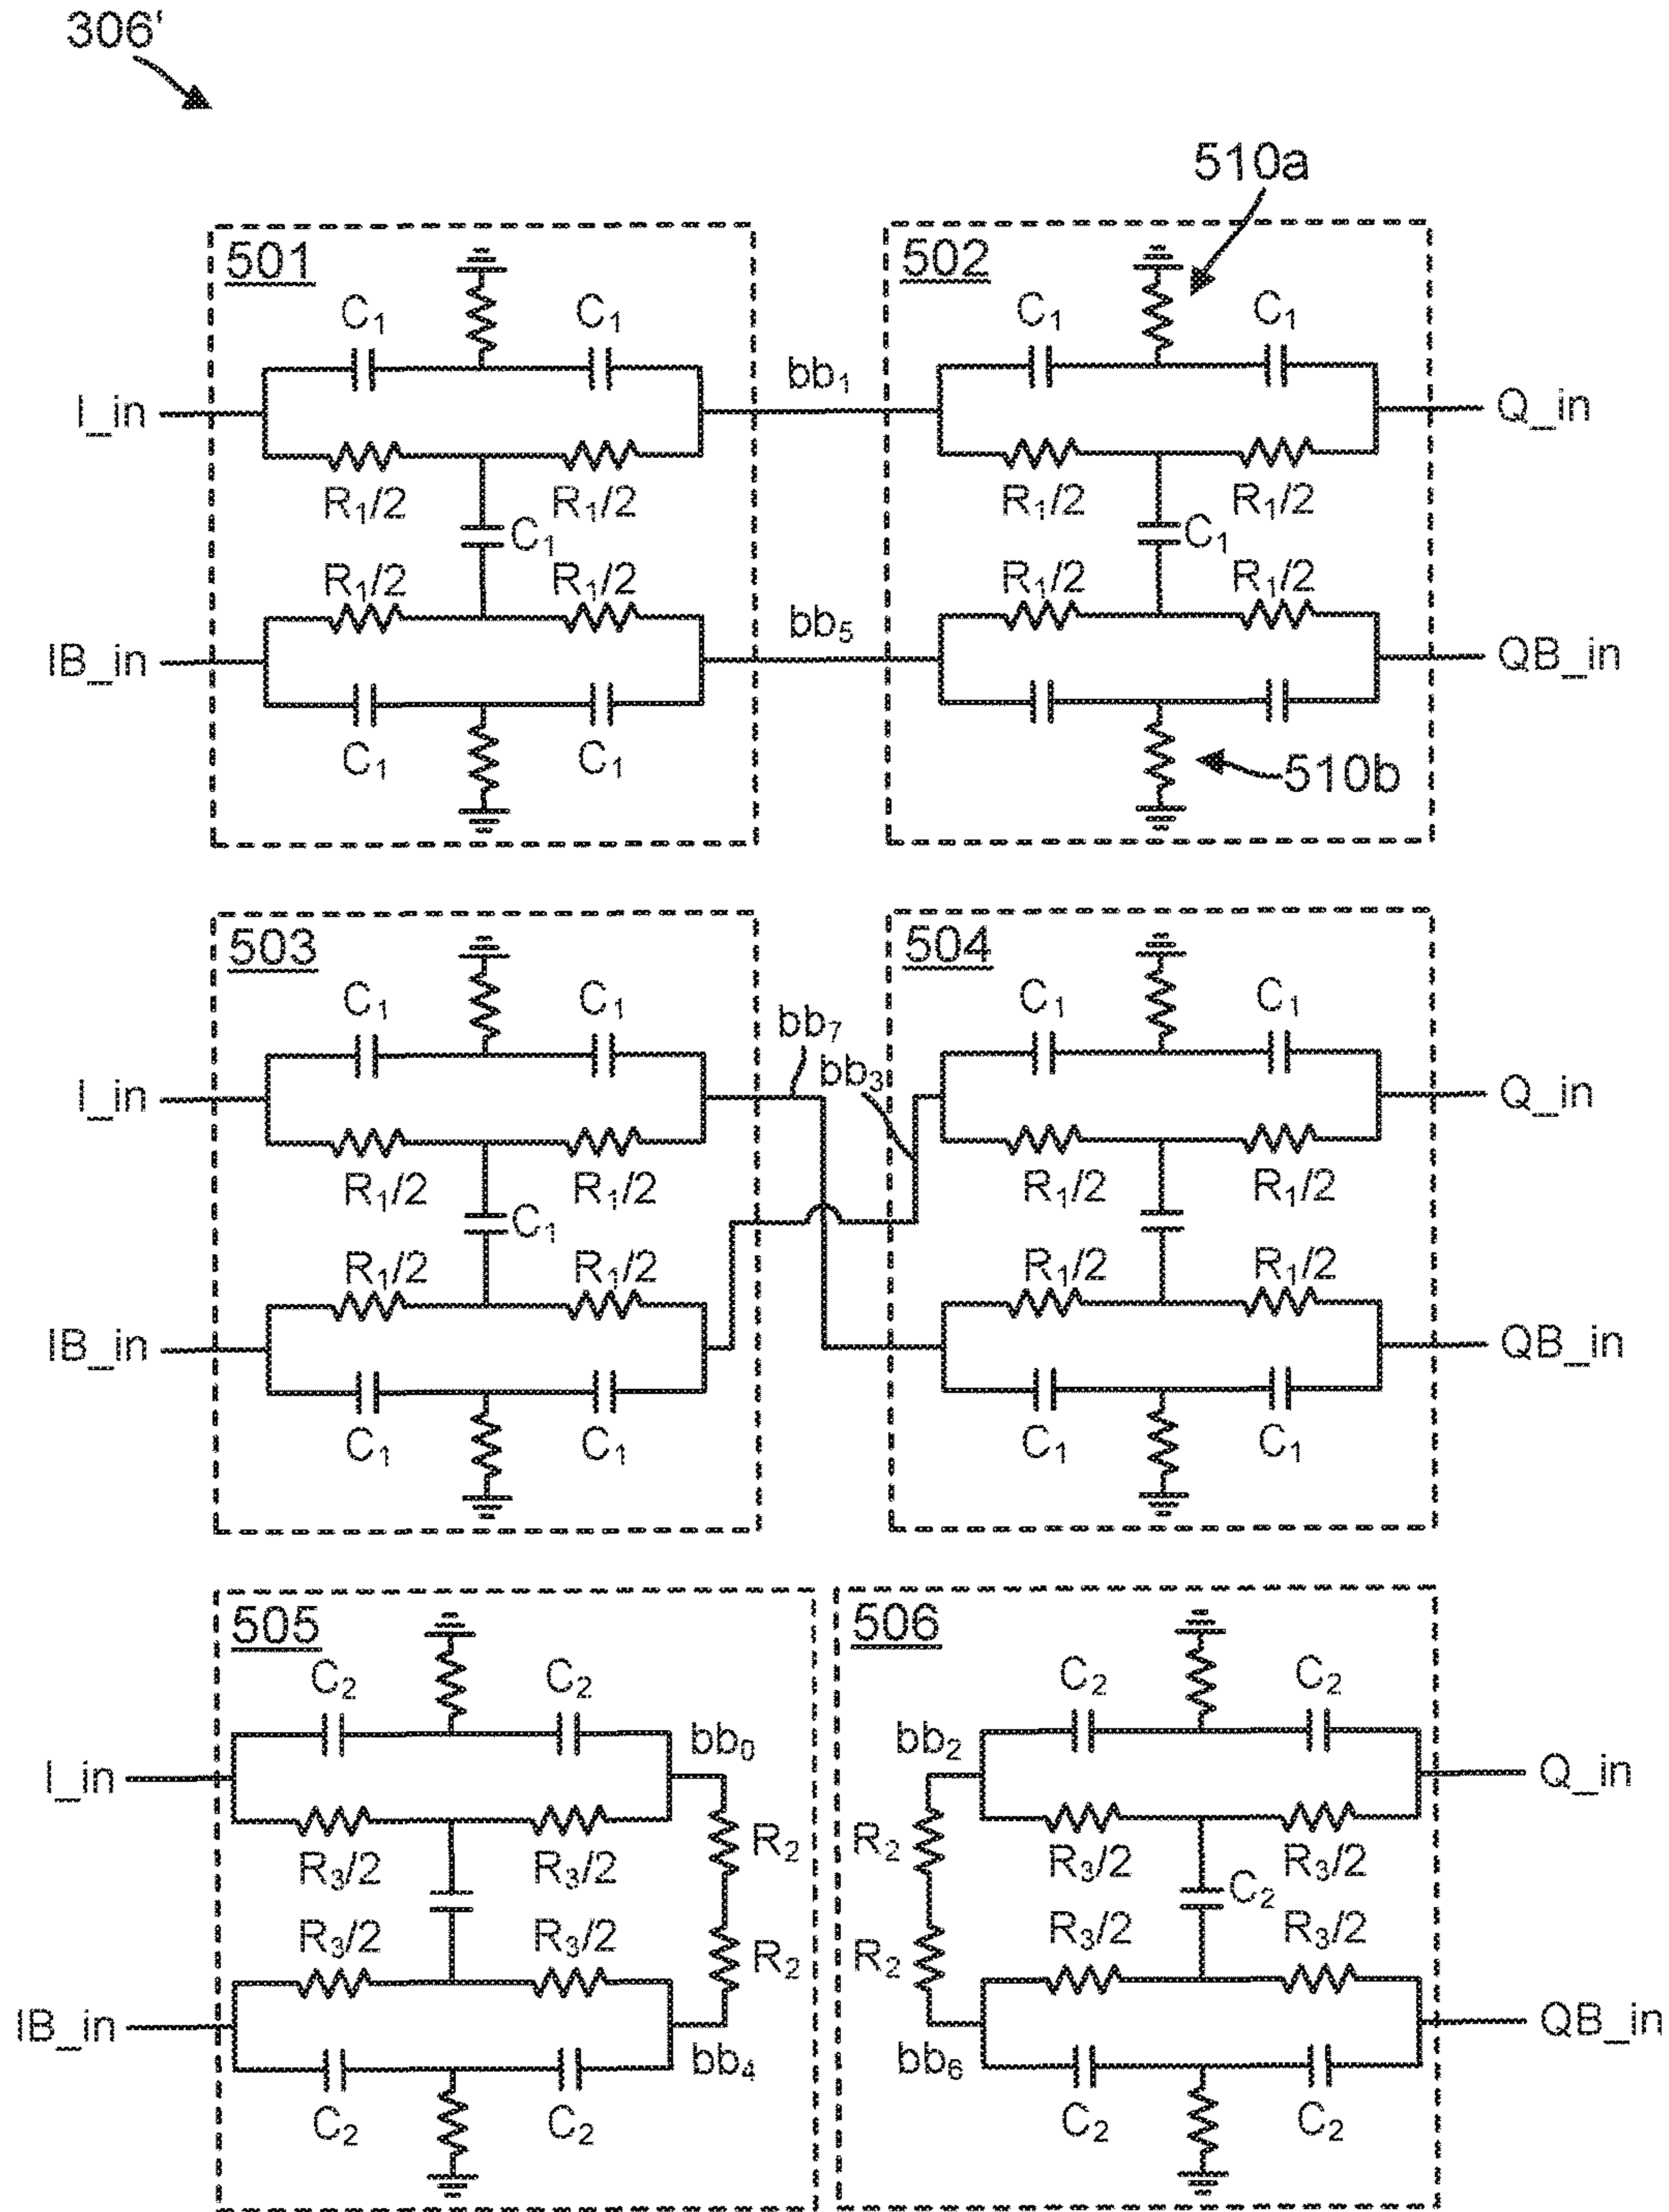 306'
510a
501
502
C₁ C₁ C₁ C₁
I_in bb₁ Q_in
R₁/2 R₁/2 R₁/2 R₁/2
C₁ C₁
R₁/2 R₁/2 R₁/2 R₁/2
IB_in bb₅ QB_in
C₁ C₁ 510b
503
504
C₁ C₁ C₁ C₁
bb₇
I_in bb₃ Q_in
R₁/2 R₁/2 R₁/2 R₁/2
C₁
R₁/2 R₁/2 R₁/2 R₁/2
IB_in QB_in
C₁ C₁ C₁ C₁
505
506
C₂ C₂ C₂ C₂
bb₀ bb₂
I_in Q_in
R₂ R₂
R₃/2 R₃/2 R₃/2 R₃/2
C₂
R₃/2 R₃/2 R₃/2 R₃/2
R₂ R₂
IB_in QB_in
bb₄ bb₆
C₂ C₂ C₂ C₂